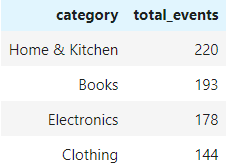 category total_events
Home & Kitchen 220
Books 193
Electronics 178
Clothing 144